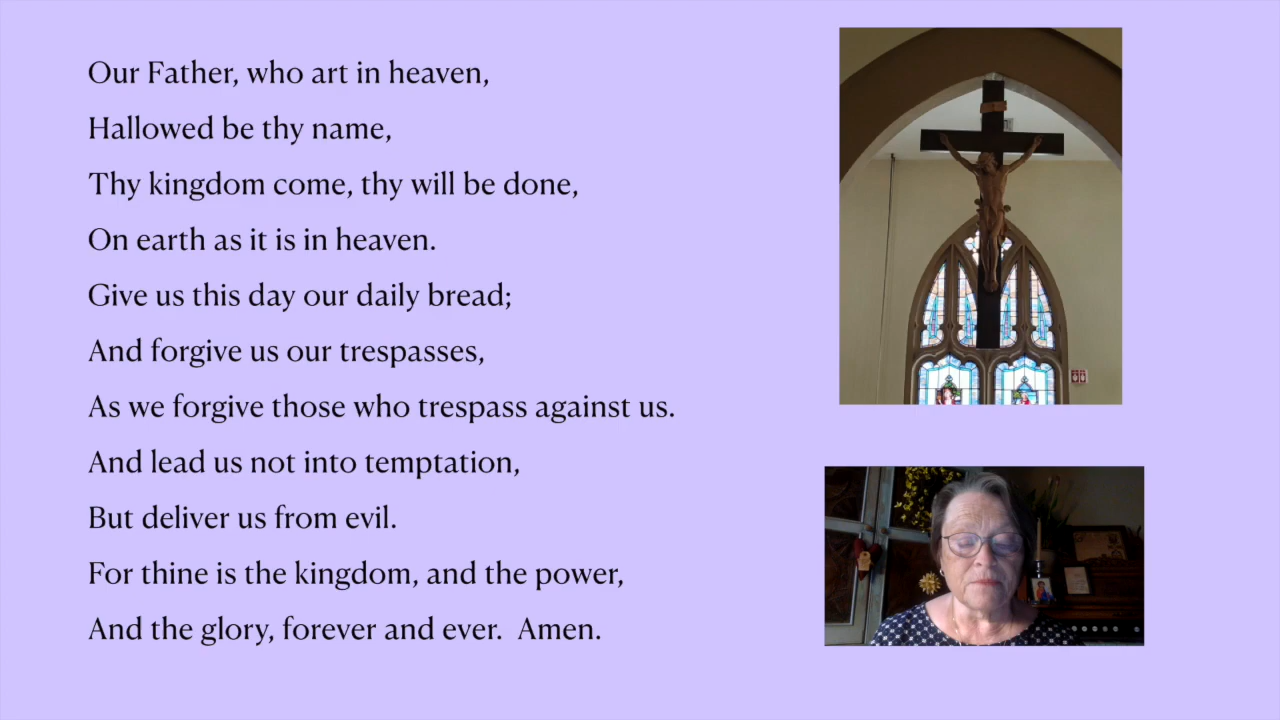 Our Father, who art in heaven,
Hallowed be thy name,
Thy kingdom come, thy will be done,
On earth as it is in heaven.
Give us this day our daily bread;
And forgive us our trespasses,
As we forgive those who trespass against us.
And lead us not into temptation,
But deliver us from evil.
For thine is the kingdom, and the power,
And the glory, forever and ever.  Amen.